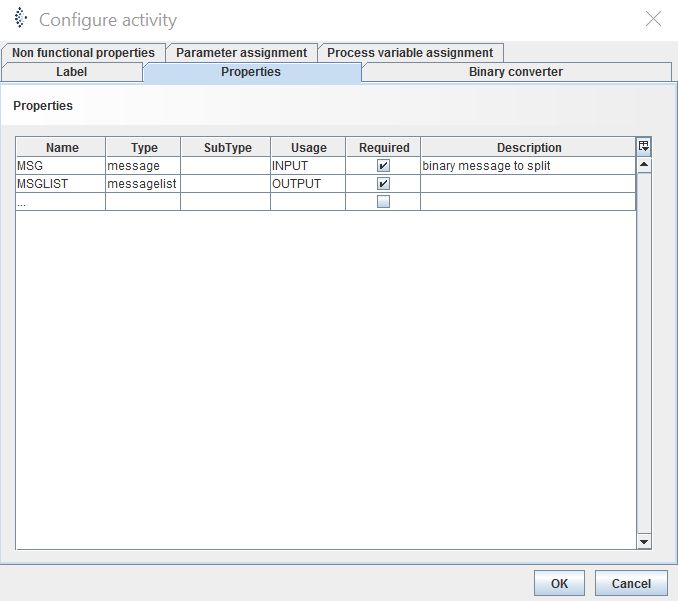 Configure activity
Non functional properties Parameter assignment Process variable assignment
Label Properties Binary converter
Properties
Name Type SubType Usage Required Description
MSG message INPUT binary message to split
MSGLIST messagelist OUTPUT
...
OK Cancel